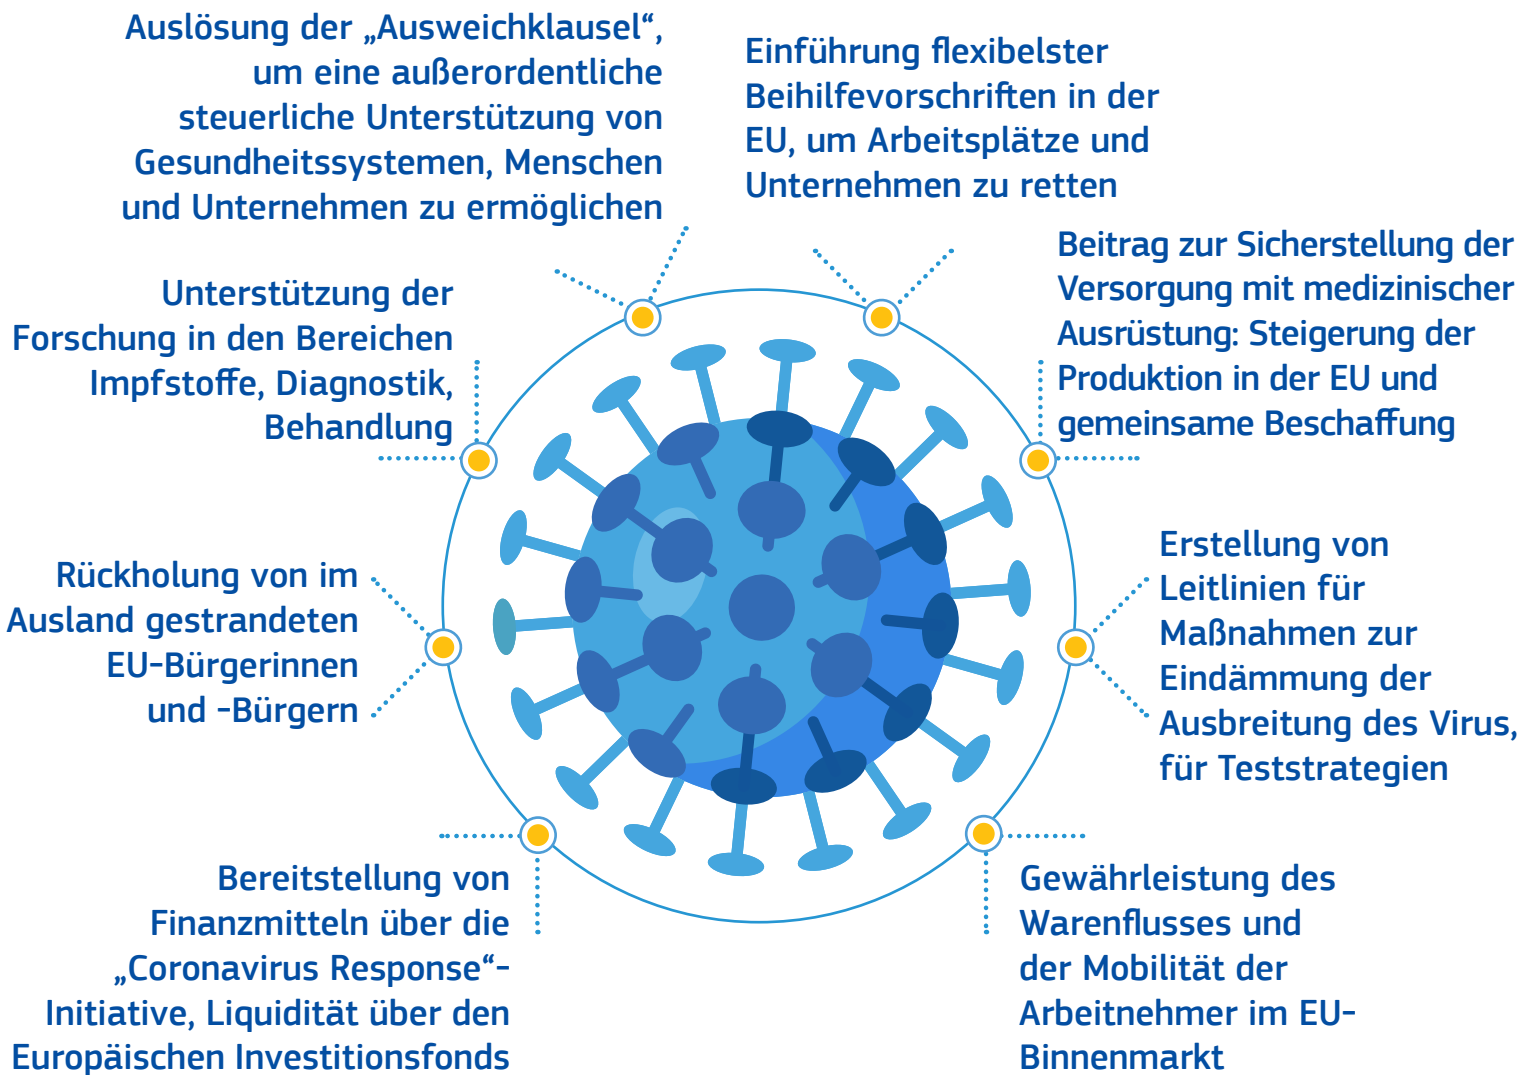 Auslösung der „Ausweichklausel“,
um eine außerordentliche
steuerliche Unterstützung von
Gesundheitssystemen, Menschen
und Unternehmen zu ermöglichen
Einführung flexibelster
Beihilfevorschriften in der
EU, um Arbeitsplätze und
Unternehmen zu retten
Unterstützung der
Forschung in den Bereichen
Impfstoffe, Diagnostik,
Behandlung
Beitrag zur Sicherstellung der
Versorgung mit medizinischer
Ausrüstung: Steigerung der
Produktion in der EU und
gemeinsame Beschaffung
Rückholung von im
Ausland gestrandeten
EU-Bürgerinnen
und -Bürgern
Erstellung von
Leitlinien für
Maßnahmen zur
Eindämmung der
Ausbreitung des Virus,
für Teststrategien
Bereitstellung von
Finanzmitteln über die
„Coronavirus Response“-
Initiative, Liquidität über den
Europäischen Investitionsfonds
Gewährleistung des
Warenflusses und
der Mobilität der
Arbeitnehmer im EU-
Binnenmarkt